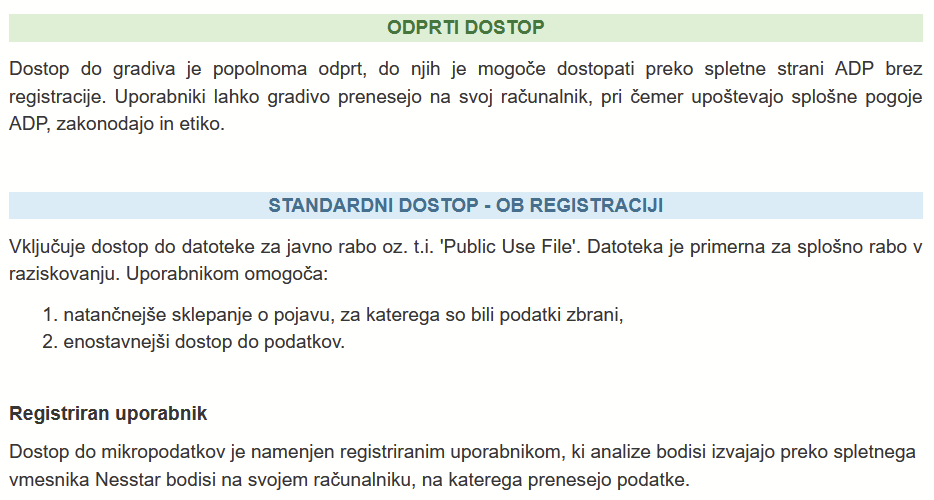 ODPRTI DOSTOP
Dostop do gradiva je popolnoma odprt, do njih je mogoče dostopati preko spletne strani ADP brez
registracije. Uporabniki lahko gradivo prenesejo na svoj računalnik, pri čemer upoštevajo splošne pogoje
ADP, zakonodajo in etiko.
STANDARDNI DOSTOP - OB REGISTRACIJI
Vključuje dostop do datoteke za javno rabo oz. t.i. 'Public Use File'. Datoteka je primerna za splošno rabo v
raziskovanju. Uporabnikom omogoča:
1. natančnejše sklepanje o pojavu, za katerega so bili podatki zbrani,
2. enostavnejši dostop do podatkov.
Registriran uporabnik
Dostop do mikropodatkov je namenjen registriranim uporabnikom, ki analize bodisi izvajajo preko spletnega
vmesnika Nesstar bodisi na svojem računalniku, na katerega prenesejo podatke.